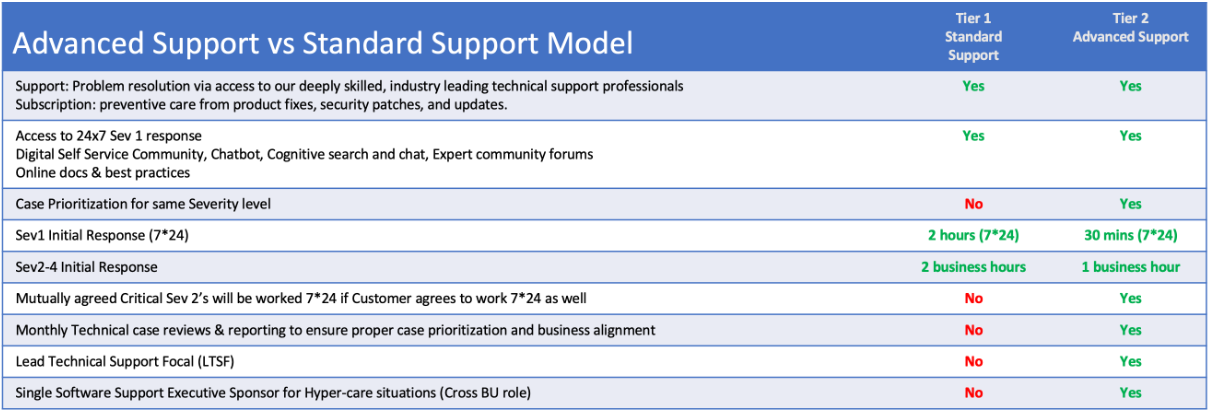 Advanced Support vs Standard Support Model
Tier 1
Standard
Support
Tier 2
Advanced Support
Support: Problem resolution via access to our deeply skilled, industry leading technical support professionals
Subscription: preventive care from product fixes, security patches, and updates.
Yes
Yes
Access to 24x7 Sev 1 response
Digital Self Service Community, Chatbot, Cognitive search and chat, Expert community forums
Online docs & best practices
Yes
Yes
Case Prioritization for same Severity level
No
Yes
Sev1 Initial Response (7*24)
2 hours (7*24)
30 mins (7*24)
Sev2-4 Initial Response
2 business hours
1 business hour
Mutually agreed Critical Sev 2’s will be worked 7*24 if Customer agrees to work 7*24 as well
No
Yes
Monthly Technical case reviews & reporting to ensure proper case prioritization and business alignment
No
Yes
Lead Technical Support Focal (LTSF)
No
Yes
Single Software Support Executive Sponsor for Hyper-care situations (Cross BU role)
No
Yes